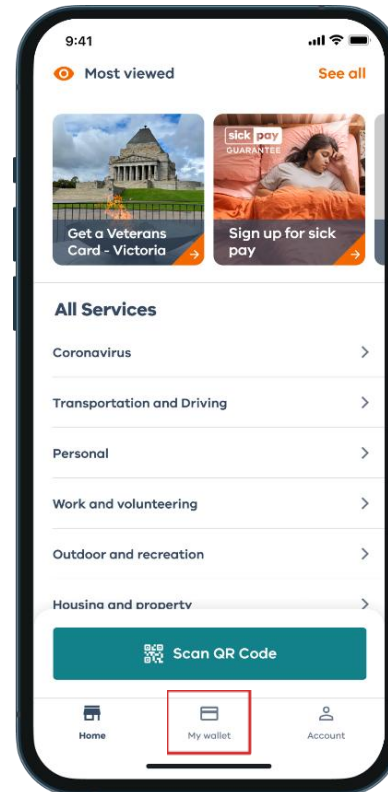 9:41
Most viewed
See all
sick pay
GUARANTEE
Get a Veterans
Card - Victoria
Sign up for sick
pay
All Services
Coronavirus
Transportation and Driving
Personal
Work and volunteering
Outdoor and recreation
Housing and property
Scan QR Code
Home
My wallet
Account